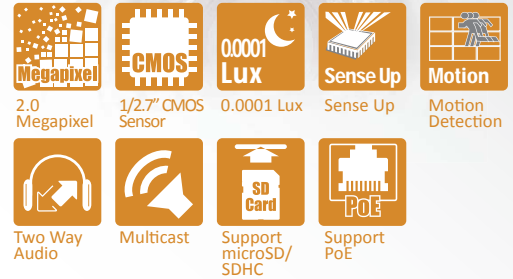 Megapixel
2.0
Megapixel
CMOS
1/2.7” CMOS
Sensor
0.0001
Lux
0.0001 Lux
Sense Up
Sense Up
Motion
Motion
Detection
Two Way
Audio
Multicast
SD
Card
Support
microSD/
SDHC
PoE
Support
PoE